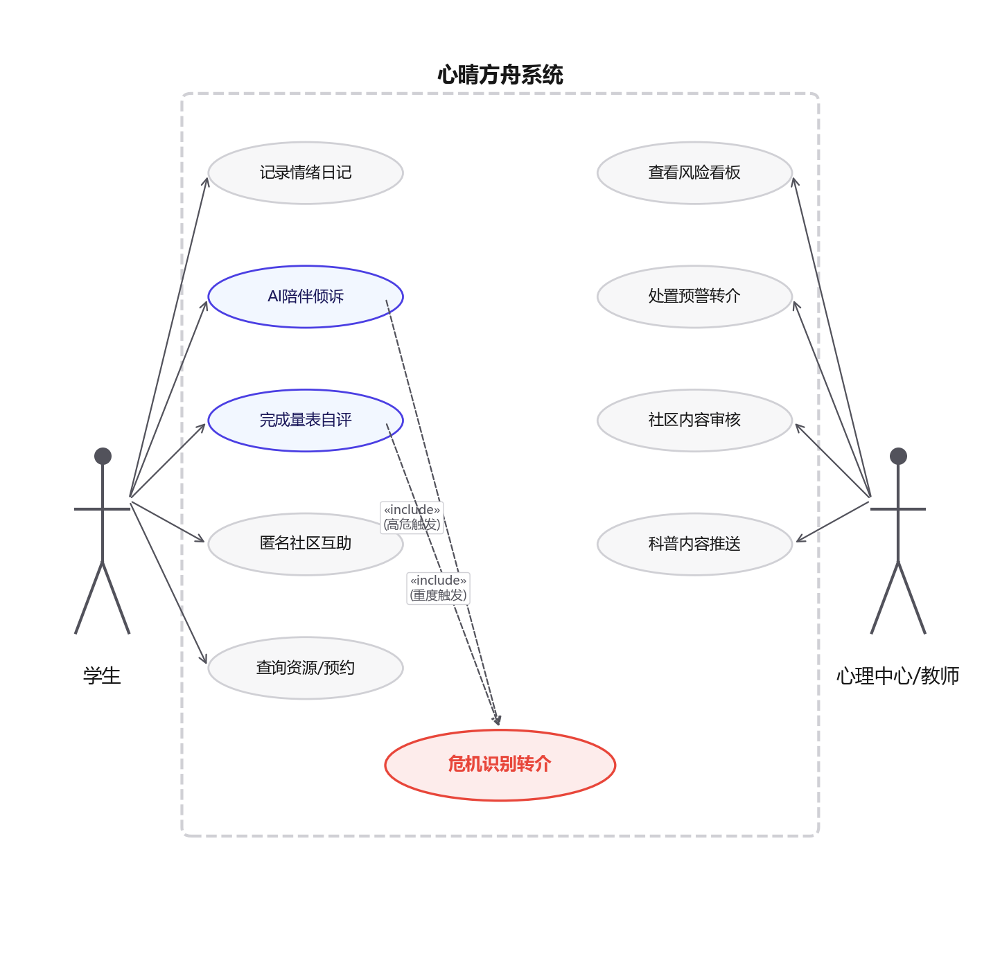 心晴方舟系统
记录情绪日记
查看风险看板
AI陪伴倾诉
处置预警转介
完成量表自评
社区内容审核
«include»
(高危触发)
匿名社区互助
科普内容推送
«include»
(重度触发)
查询资源/预约
学生
心理中心/教师
危机识别转介